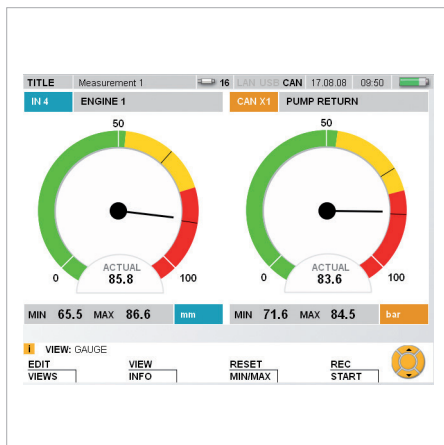 TITLE Measurement 1 16 LAN USB CAN 17.08.08 09:50
IN 4 ENGINE 1 CAN X1 PUMP RETURN
50 50
ACTUAL ACTUAL
0 85.8 100 0 83.6 100
MIN 65.5 MAX 86.6 mm MIN 71.6 MAX 84.5 bar
i VIEW: GAUGE
EDIT VIEW RESET REC
VIEWS INFO MIN/MAX START